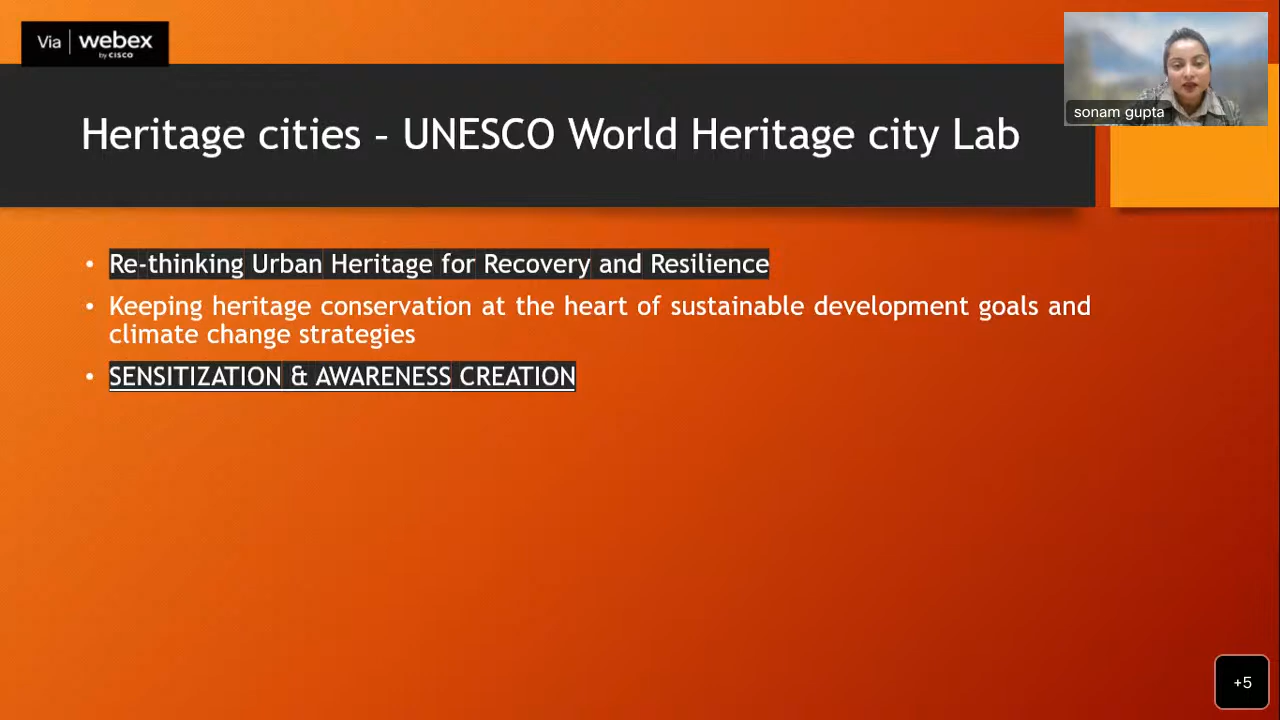 Via webex
by CISCO
sonam gupta
Heritage cities – UNESCO World Heritage city Lab
• Re-thinking Urban Heritage for Recovery and Resilience
• Keeping heritage conservation at the heart of sustainable development goals and
climate change strategies
• SENSITIZATION & AWARENESS CREATION
+5